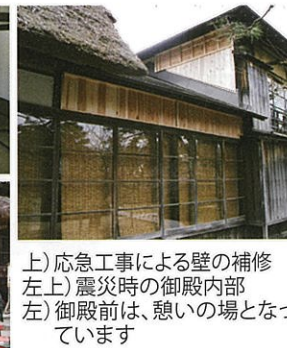 上）応急工事による壁の補修
左上）震災時の御殿内部
左）御殿前は、憩いの場となっ
ています